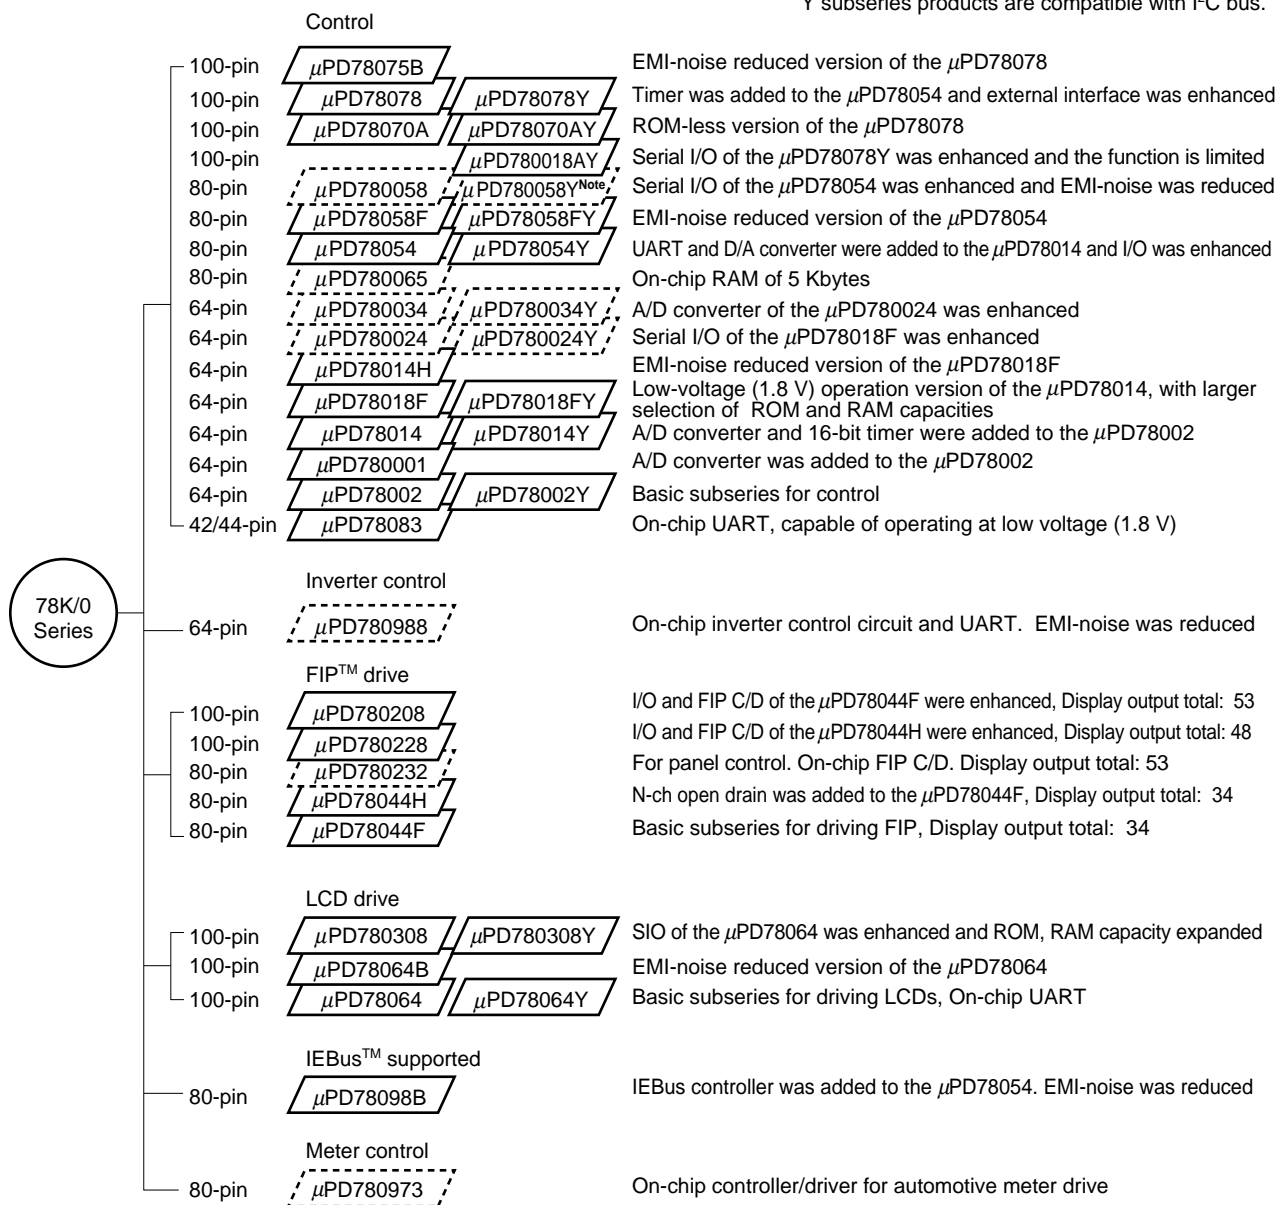 Y subseries products are compatible with I²C bus.
Control
100-pin μPD78075B EMI-noise reduced version of the μPD78078
100-pin μPD78078 μPD78078Y Timer was added to the μPD78054 and external interface was enhanced
100-pin μPD78070A μPD78070AY ROM-less version of the μPD78078
100-pin μPD780018AY Serial I/O of the μPD78078Y was enhanced and the function is limited
80-pin μPD780058 μPD780058Y Note Serial I/O of the μPD78054 was enhanced and EMI-noise was reduced
80-pin μPD78058F μPD78058FY EMI-noise reduced version of the μPD78054
80-pin μPD78054 μPD78054Y UART and D/A converter were added to the μPD78014 and I/O was enhanced
80-pin μPD780065 On-chip RAM of 5 Kbytes
64-pin μPD780034 μPD780034Y A/D converter of the μPD780024 was enhanced
64-pin μPD780024 μPD780024Y Serial I/O of the μPD78018F was enhanced
64-pin μPD78014H EMI-noise reduced version of the μPD78018F
64-pin μPD78018F μPD78018FY Low-voltage (1.8 V) operation version of the μPD78014, with larger
selection of ROM and RAM capacities
64-pin μPD78014 μPD78014Y A/D converter and 16-bit timer were added to the μPD78002
64-pin μPD780001 A/D converter was added to the μPD78002
64-pin μPD78002 μPD78002Y Basic subseries for control
42/44-pin μPD78083 On-chip UART, capable of operating at low voltage (1.8 V)
78K/0
Series
Inverter control
64-pin μPD780988 On-chip inverter control circuit and UART. EMI-noise was reduced
FIP™ drive
100-pin μPD780208 I/O and FIP C/D of the μPD78044F were enhanced, Display output total: 53
100-pin μPD780228 I/O and FIP C/D of the μPD78044H were enhanced, Display output total: 48
80-pin μPD780232 For panel control. On-chip FIP C/D. Display output total: 53
80-pin μPD78044H N-ch open drain was added to the μPD78044F, Display output total: 34
80-pin μPD78044F Basic subseries for driving FIP, Display output total: 34
LCD drive
100-pin μPD780308 μPD780308Y SIO of the μPD78064 was enhanced and ROM, RAM capacity expanded
100-pin μPD78064B EMI-noise reduced version of the μPD78064
100-pin μPD78064 μPD78064Y Basic subseries for driving LCDs, On-chip UART
IEBus™ supported
80-pin μPD78098B IEBus controller was added to the μPD78054. EMI-noise was reduced
Meter control
80-pin μPD780973 On-chip controller/driver for automotive meter drive